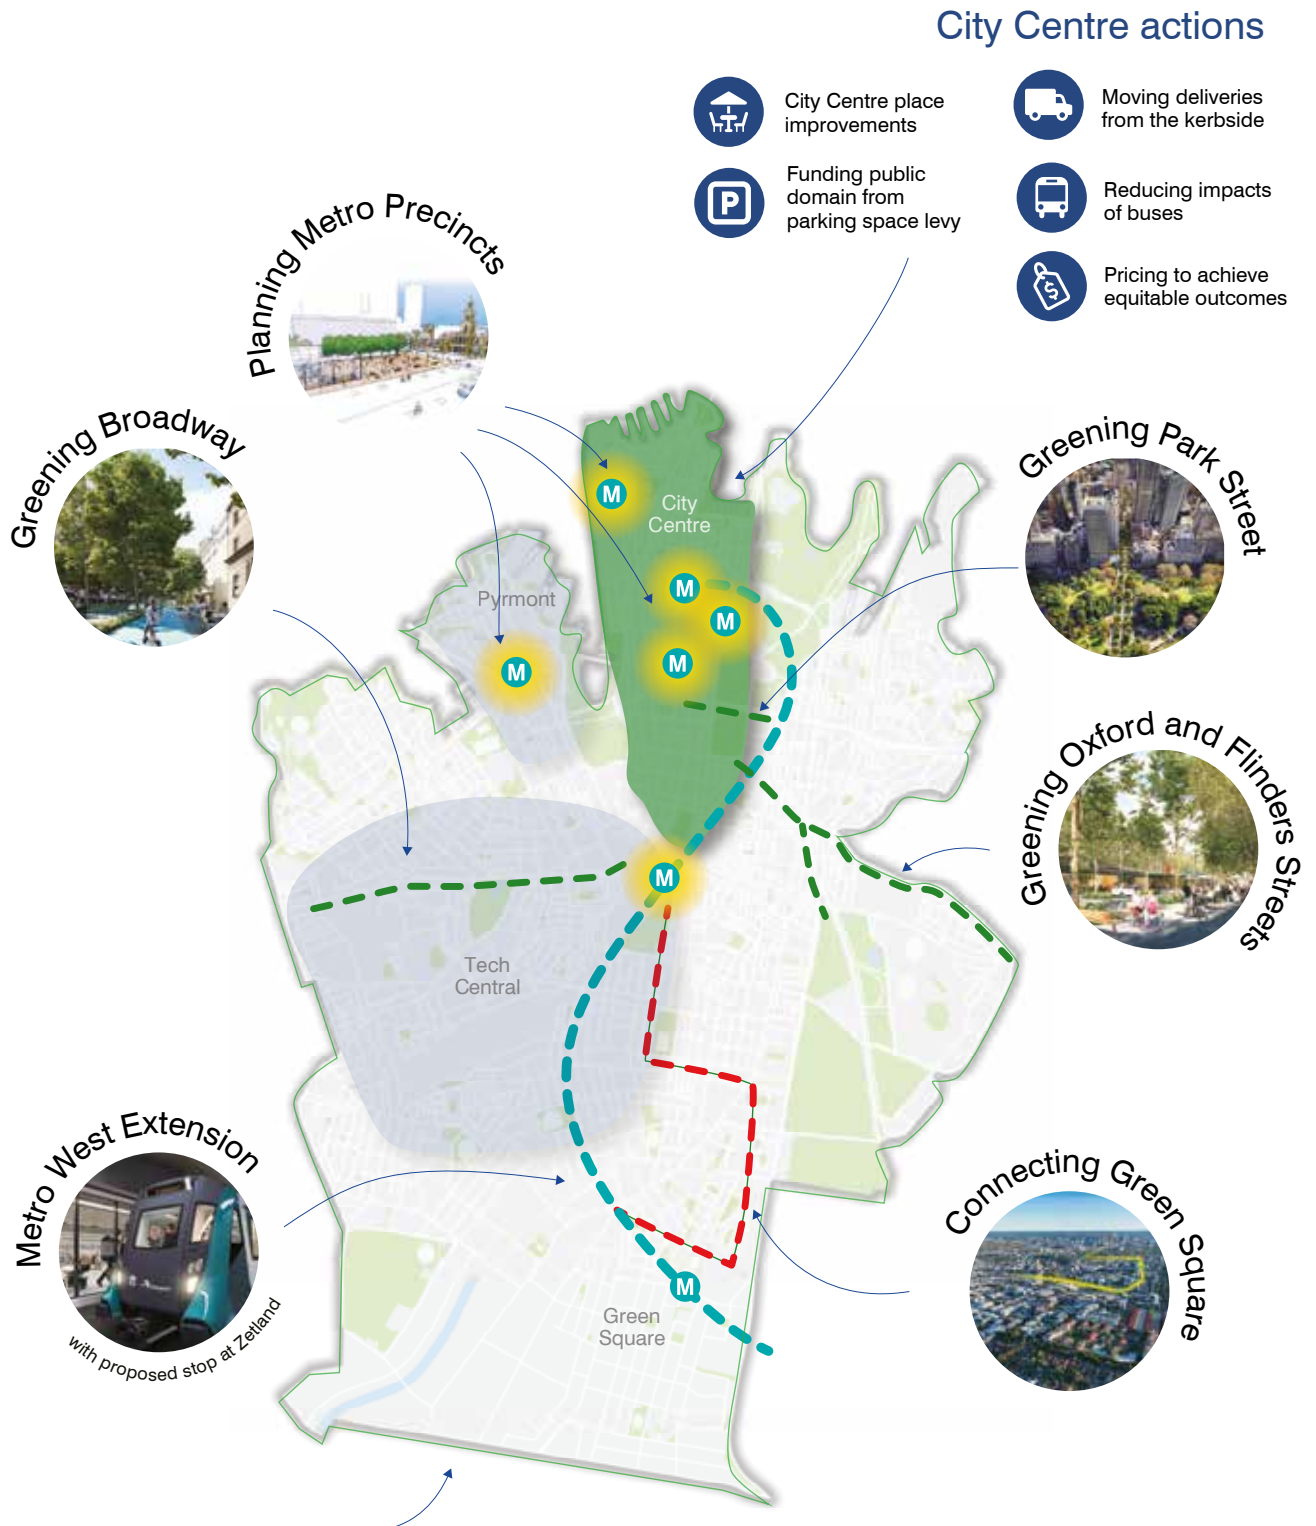 City Centre actions
City Centre place
improvements
Moving deliveries
from the kerbside
Funding public
domain from
parking space levy
P
Reducing impacts
of buses
$
Pricing to achieve
equitable outcomes
Planning Metro Precincts
Greening Broadway
Greening Park Street
M
City
Centre
M
Pyrmont
M
M
M
Greening Oxford and Flinders Streets
M
Tech
Central
Metro West Extension
with proposed stop at Zetland
Connecting Green Square
M
Green
Square